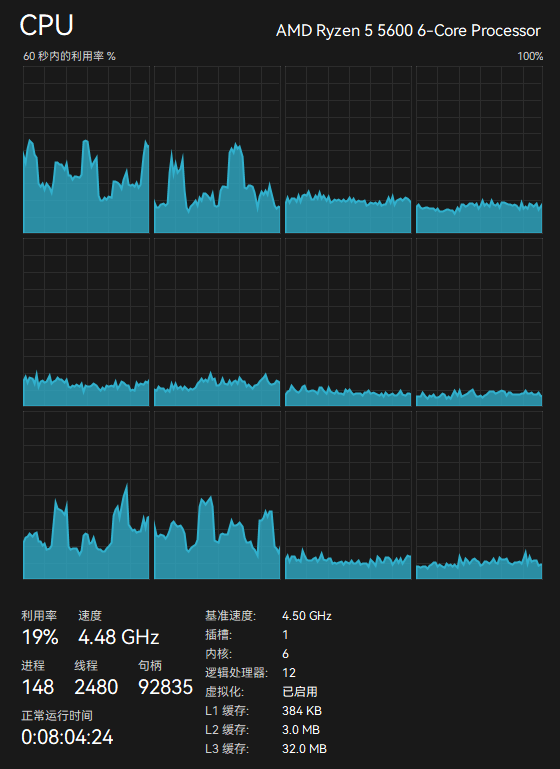 CPU
AMD Ryzen 5 5600 6-Core Processor
60 秒内的利用率 %
100%
利用率 速度
19% 4.48 GHz
进程 线程 句柄
148 2480 92835
正常运行时间
0:08:04:24
基准速度: 4.50 GHz
插槽: 1
内核: 6
逻辑处理器: 12
虚拟化: 已启用
L1 缓存: 384 KB
L2 缓存: 3.0 MB
L3 缓存: 32.0 MB